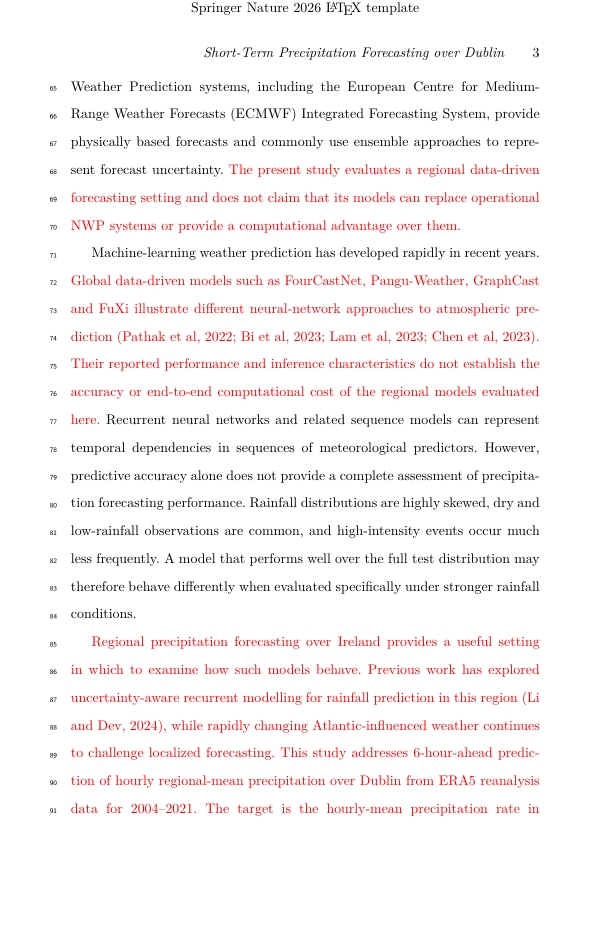 Springer Nature 2026 LATEX template
Short-Term Precipitation Forecasting over Dublin 3
65 Weather Prediction systems, including the European Centre for Medium-
66 Range Weather Forecasts (ECMWF) Integrated Forecasting System, provide
67 physically based forecasts and commonly use ensemble approaches to repre-
68 sent forecast uncertainty. The present study evaluates a regional data-driven
69 forecasting setting and does not claim that its models can replace operational
70 NWP systems or provide a computational advantage over them.
71 Machine-learning weather prediction has developed rapidly in recent years.
72 Global data-driven models such as FourCastNet, Pangu-Weather, GraphCast
73 and FuXi illustrate different neural-network approaches to atmospheric pre-
74 diction (Pathak et al, 2022; Bi et al, 2023; Lam et al, 2023; Chen et al, 2023).
75 Their reported performance and inference characteristics do not establish the
76 accuracy or end-to-end computational cost of the regional models evaluated
77 here. Recurrent neural networks and related sequence models can represent
78 temporal dependencies in sequences of meteorological predictors. However,
79 predictive accuracy alone does not provide a complete assessment of precipita-
80 tion forecasting performance. Rainfall distributions are highly skewed, dry and
81 low-rainfall observations are common, and high-intensity events occur much
82 less frequently. A model that performs well over the full test distribution may
83 therefore behave differently when evaluated specifically under stronger rainfall
84 conditions.
85 Regional precipitation forecasting over Ireland provides a useful setting
86 in which to examine how such models behave. Previous work has explored
87 uncertainty-aware recurrent modelling for rainfall prediction in this region (Li
88 and Dev, 2024), while rapidly changing Atlantic-influenced weather continues
89 to challenge localized forecasting. This study addresses 6-hour-ahead predic-
90 tion of hourly regional-mean precipitation over Dublin from ERA5 reanalysis
91 data for 2004–2021. The target is the hourly-mean precipitation rate in